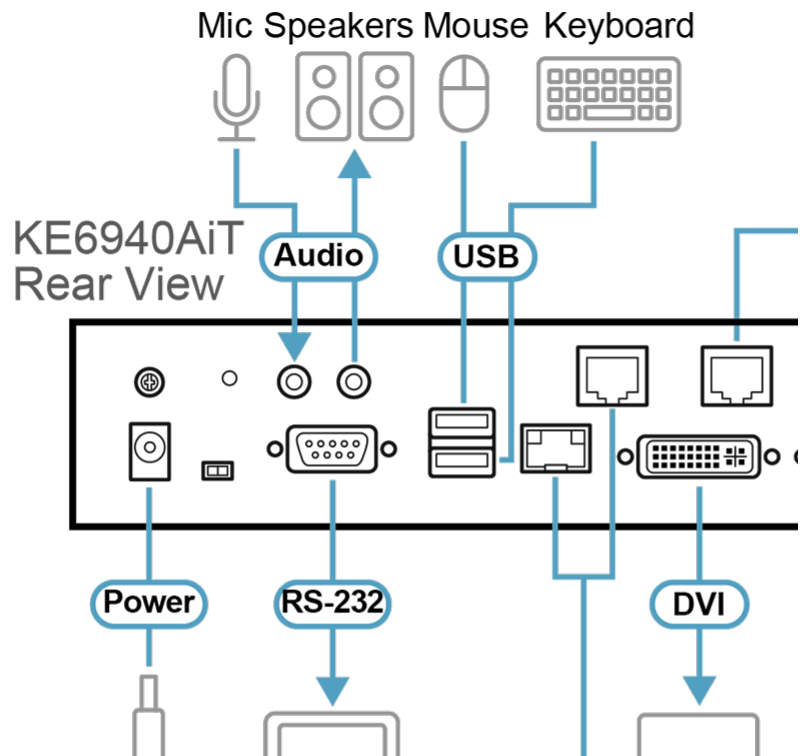 Mic Speakers Mouse Keyboard
KE6940AiT
Rear View
Audio
USB
Power
RS-232
DVI